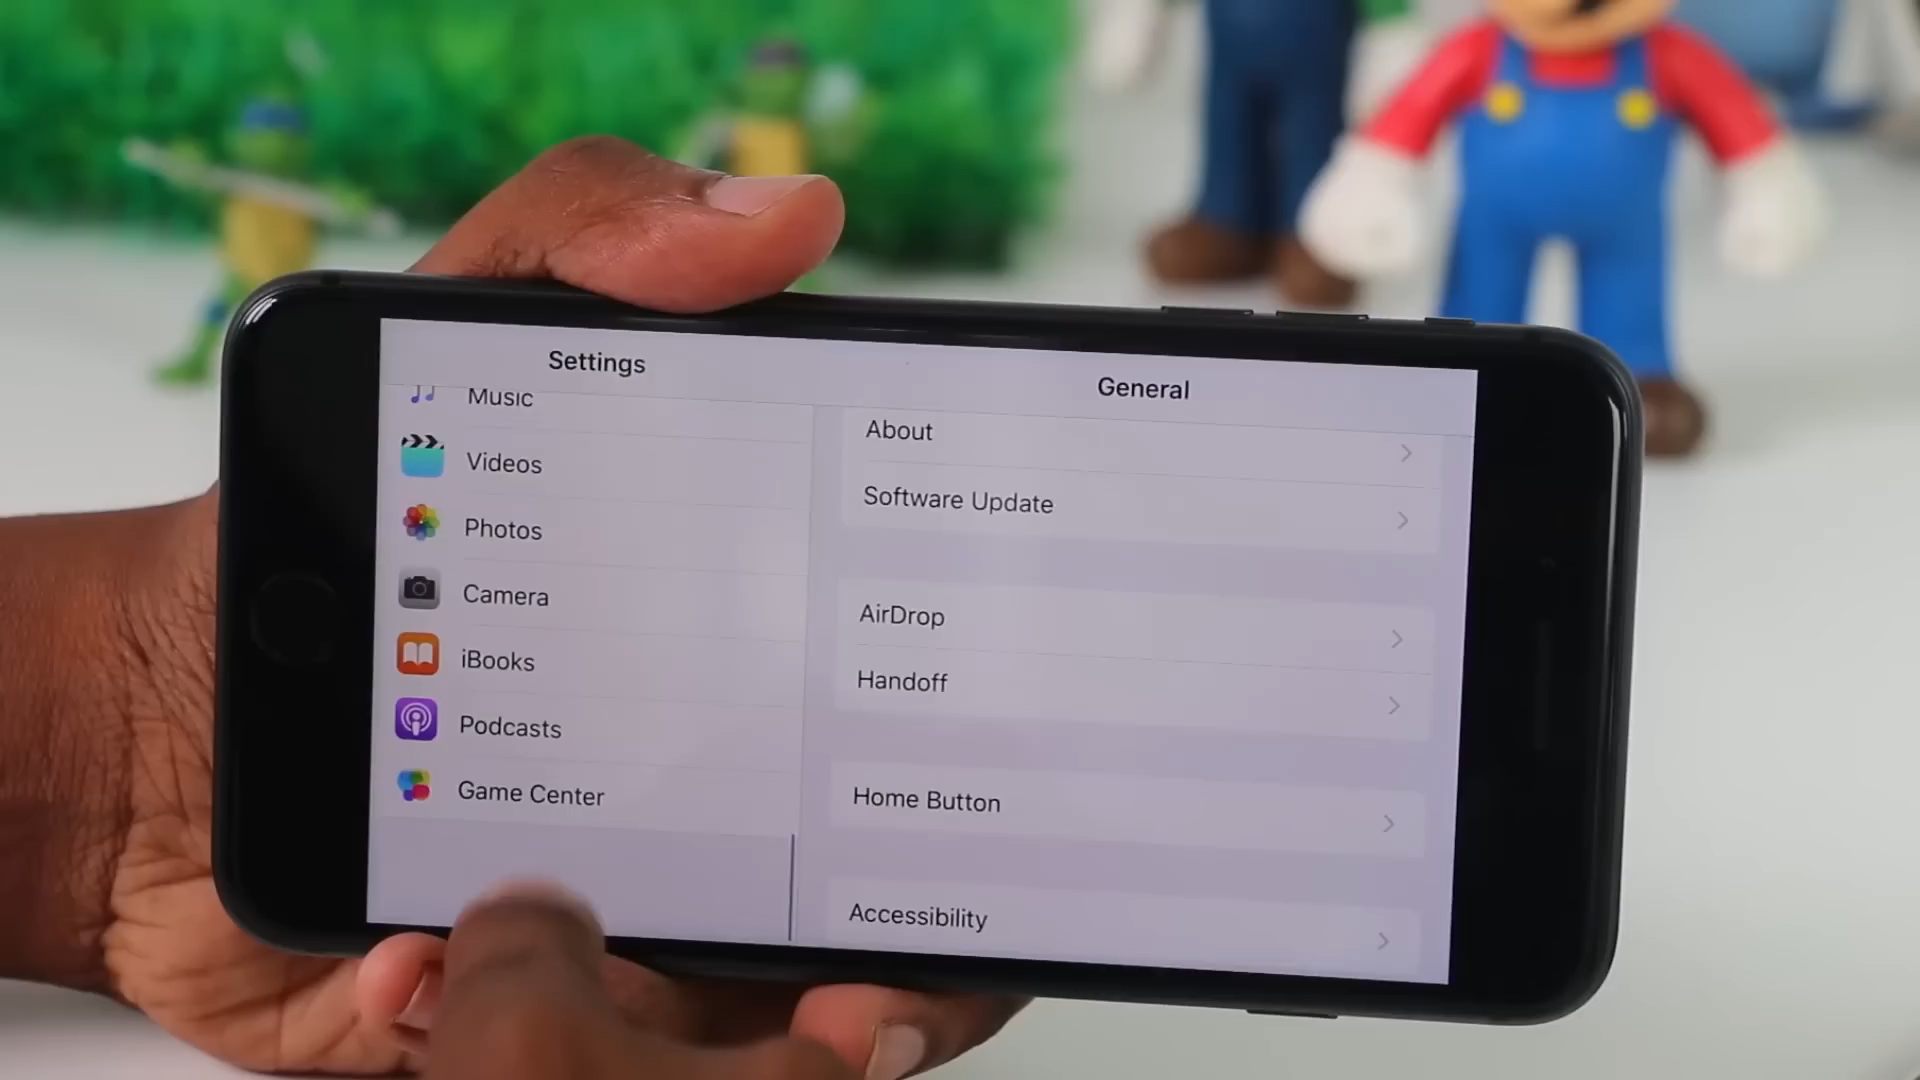 Settings
Music
Videos
Photos
Camera
iBooks
Podcasts
Game Center
General
About
Software Update
AirDrop
Handoff
Home Button
Accessibility